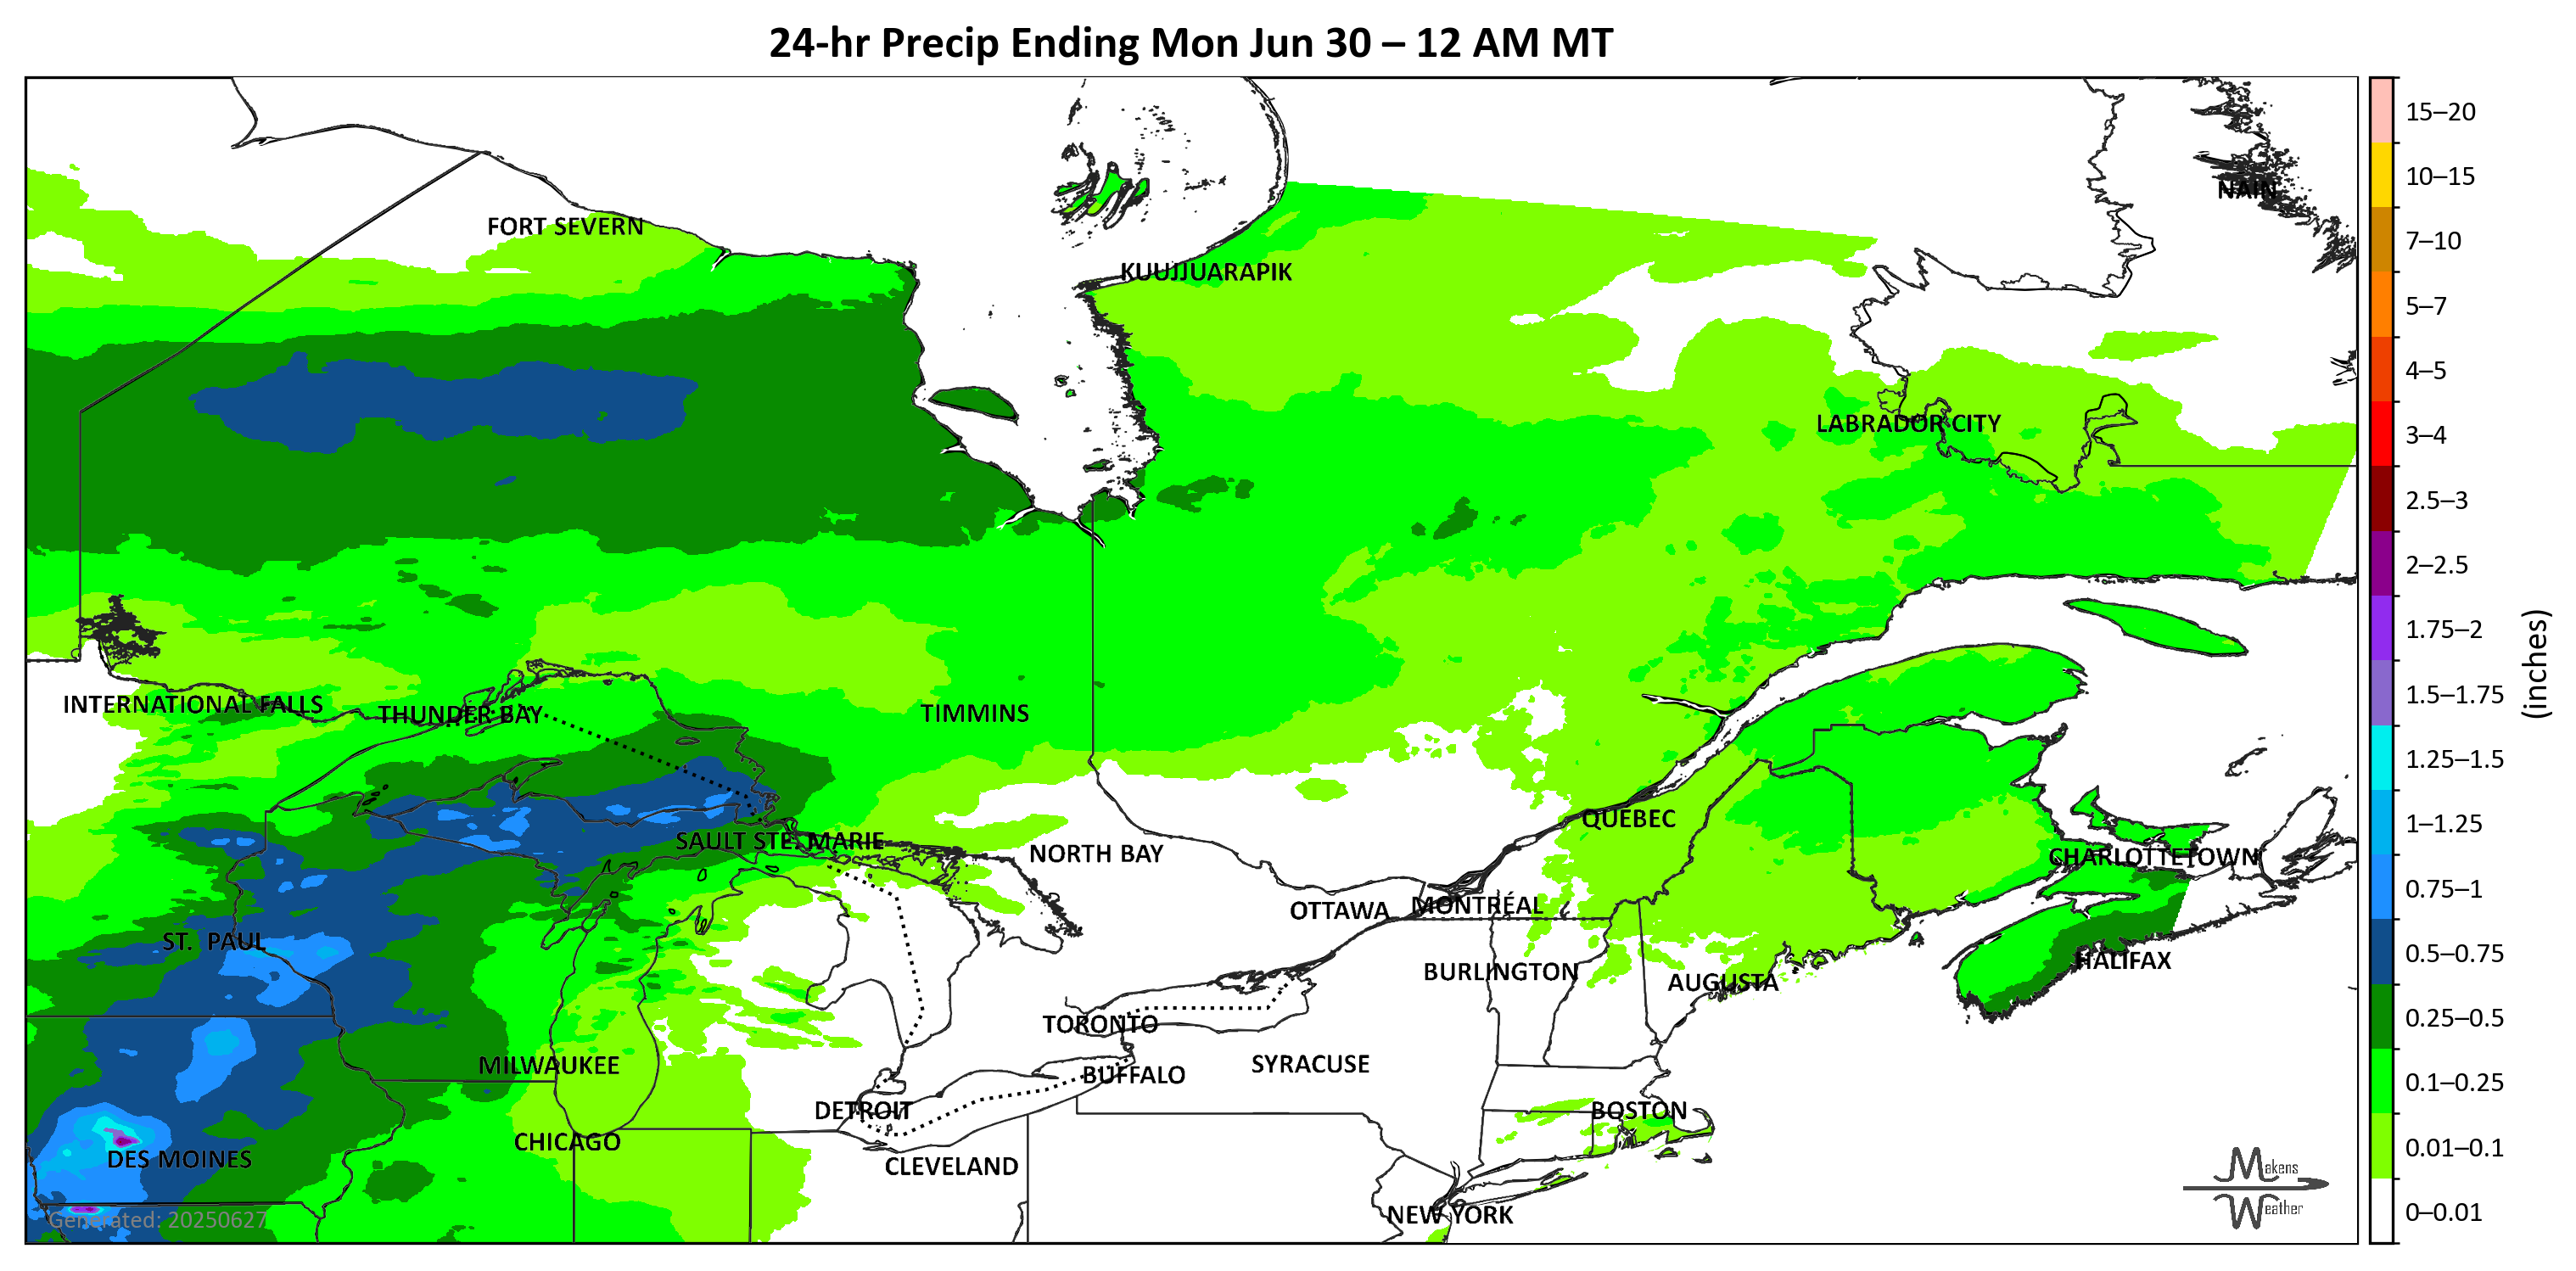 24-hr Precip Ending Mon Jun 30 – 12 AM MT
15–20
10–15
7–10
5–7
4–5
3–4
2.5–3
2–2.5
1.75–2
1.5–1.75
1.25–1.5
1–1.25
0.75–1
0.5–0.75
0.25–0.5
0.1–0.25
0.01–0.1
0–0.01
(inches)
NAIN
FORT SEVERN
KUUJJUARAPIK
LABRADOR CITY
INTERNATIONAL FALLS
THUNDER BAY
TIMMINS
QUÉBEC
SAULT STE. MARIE
NORTH BAY
CHARLOTTETOWN
OTTAWA
MONTRÉAL
ST. PAUL
HALIFAX
BURLINGTON
AUGUSTA
TORONTO
MILWAUKEE
SYRACUSE
BUFFALO
DETROIT
BOSTON
CHICAGO
DES MOINES
CLEVELAND
NEW YORK
Generated: 20250627
Makens
Weather